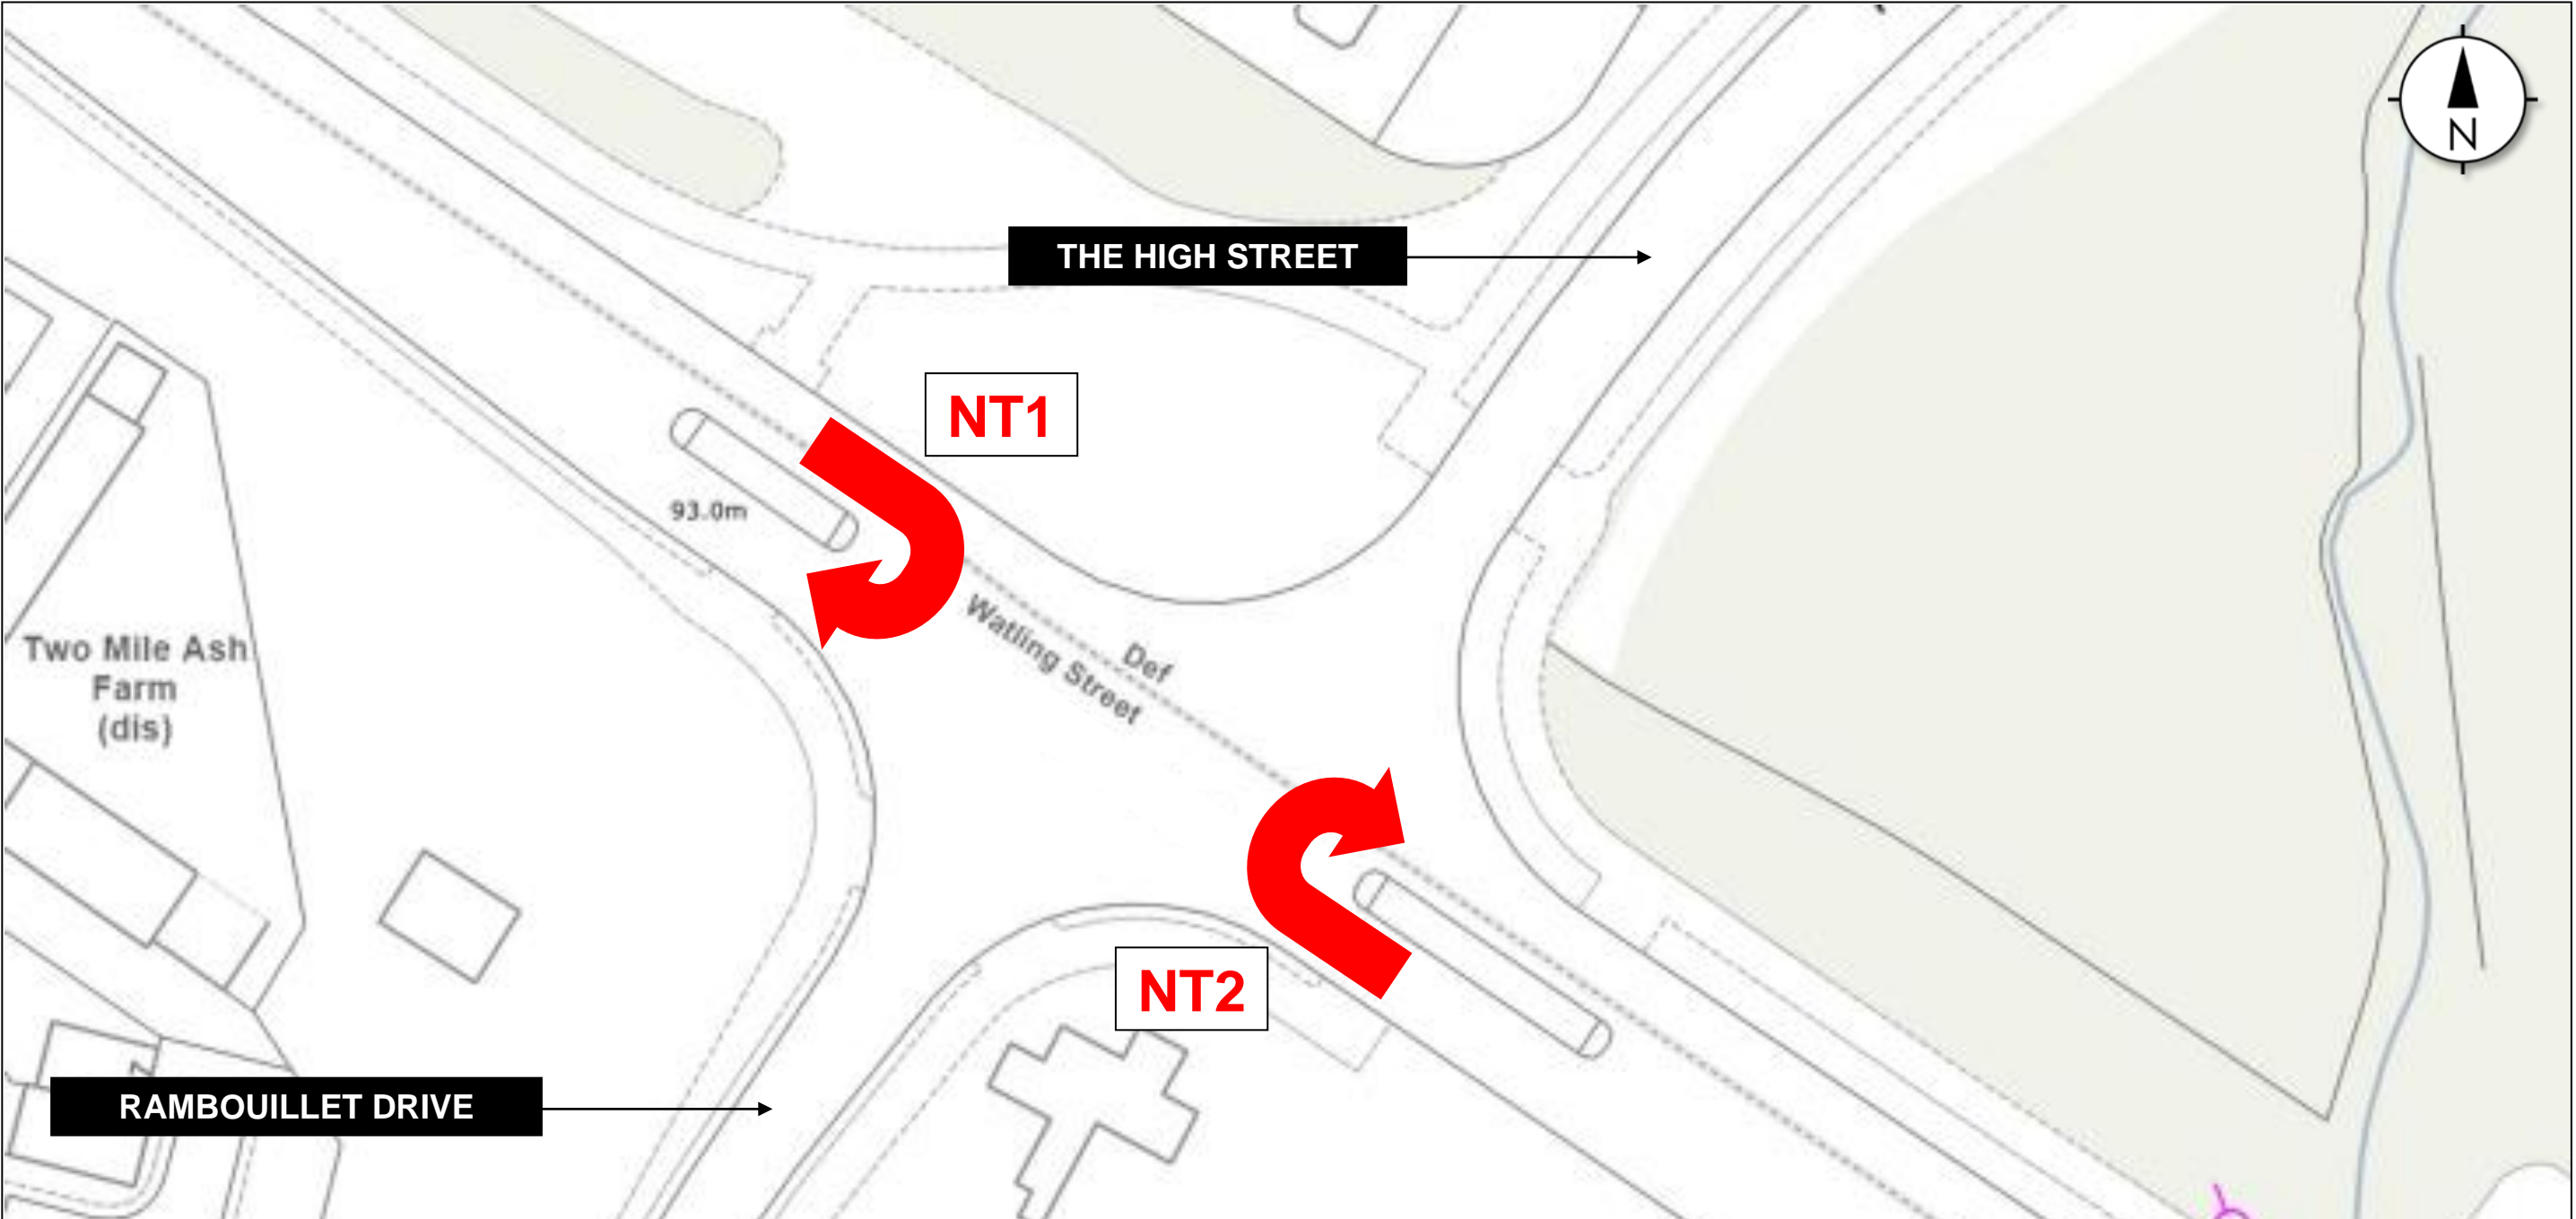 N
THE HIGH STREET
NT1
93.0m
Def
Watling Street
Two Mile Ash
Farm
(dis)
NT2
RAMBOUILLET DRIVE